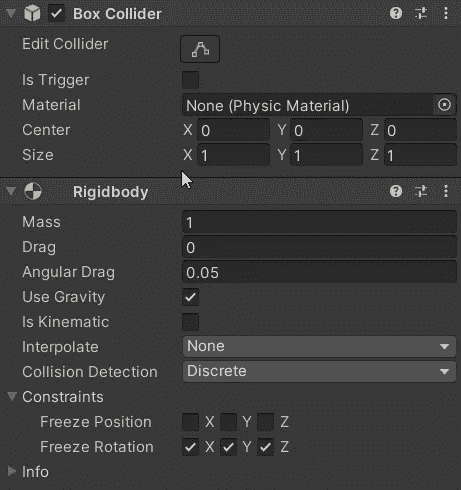 Box Collider
Edit Collider
Is Trigger
Material None (Physic Material)
Center X 0 Y 0 Z 0
Size X 1 Y 1 Z 1
Rigidbody
Mass 1
Drag 0
Angular Drag 0.05
Use Gravity
Is Kinematic
Interpolate None
Collision Detection Discrete
Constraints
Freeze Position X Y Z
Freeze Rotation X Y Z
Info